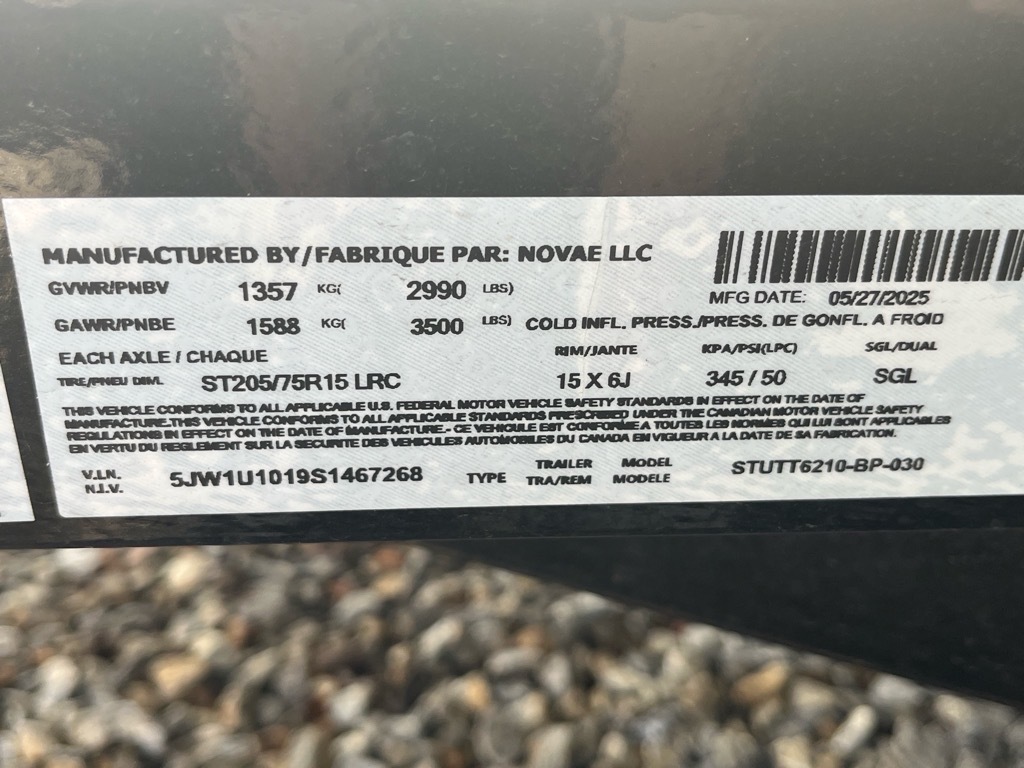 MANUFACTURED BY/FABRIQUE PAR: NOVAE LLC
GVWR/PNBV 1357 KG( 2990 LBS)
MFG DATE: 05/27/2025
GAWR/PNBE 1588 KG( 3500 LBS) COLD INFL. PRESS./PRESS. DE GONFL. A FROID
EACH AXLE / CHAQUE RIM/JANTE KPA/PSI(LPC) SGL/DUAL
TIRE/PNEU DIM. ST205/75R15 LRC 15 X 6J 345 / 50 SGL
THIS VEHICLE CONFORMS TO ALL APPLICABLE U.S. FEDERAL MOTOR VEHICLE SAFETY STANDARDS IN EFFECT ON THE DATE OF
MANUFACTURE.THIS VEHICLE CONFORMS TO ALL APPLICABLE STANDARDS PRESCRIBED UNDER THE CANADIAN MOTOR VEHICLE SAFETY
REGULATIONS IN EFFECT ON THE DATE OF MANUFACTURE.- CE VEHICULE EST CONFORME A TOUTES LES NORMES QUI LUI SONT APPLICABLES
EN VERTU DU REGLEMENT SUR LA SECURITE DES VEHICULES AUTOMOBILES DU CANADA EN VIGUEUR A LA DATE DE SA FABRICATION.
V.I.N. 5JW1U1019S1467268 TYPE TRAILER MODEL STUTT6210-BP-030
N.I.V. TRA/REM MODELE